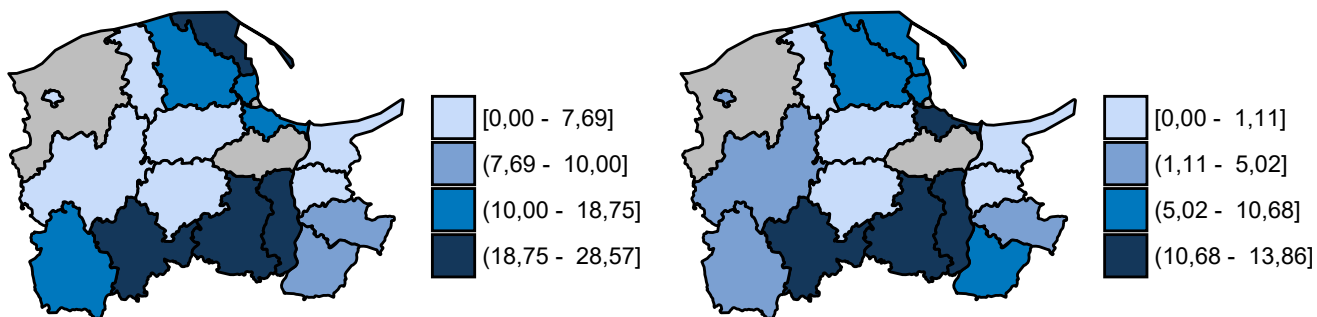 [0,00 - 7,69]
(7,69 - 10,00]
(10,00 - 18,75]
(18,75 - 28,57]
[0,00 - 1,11]
(1,11 - 5,02]
(5,02 - 10,68]
(10,68 - 13,86]